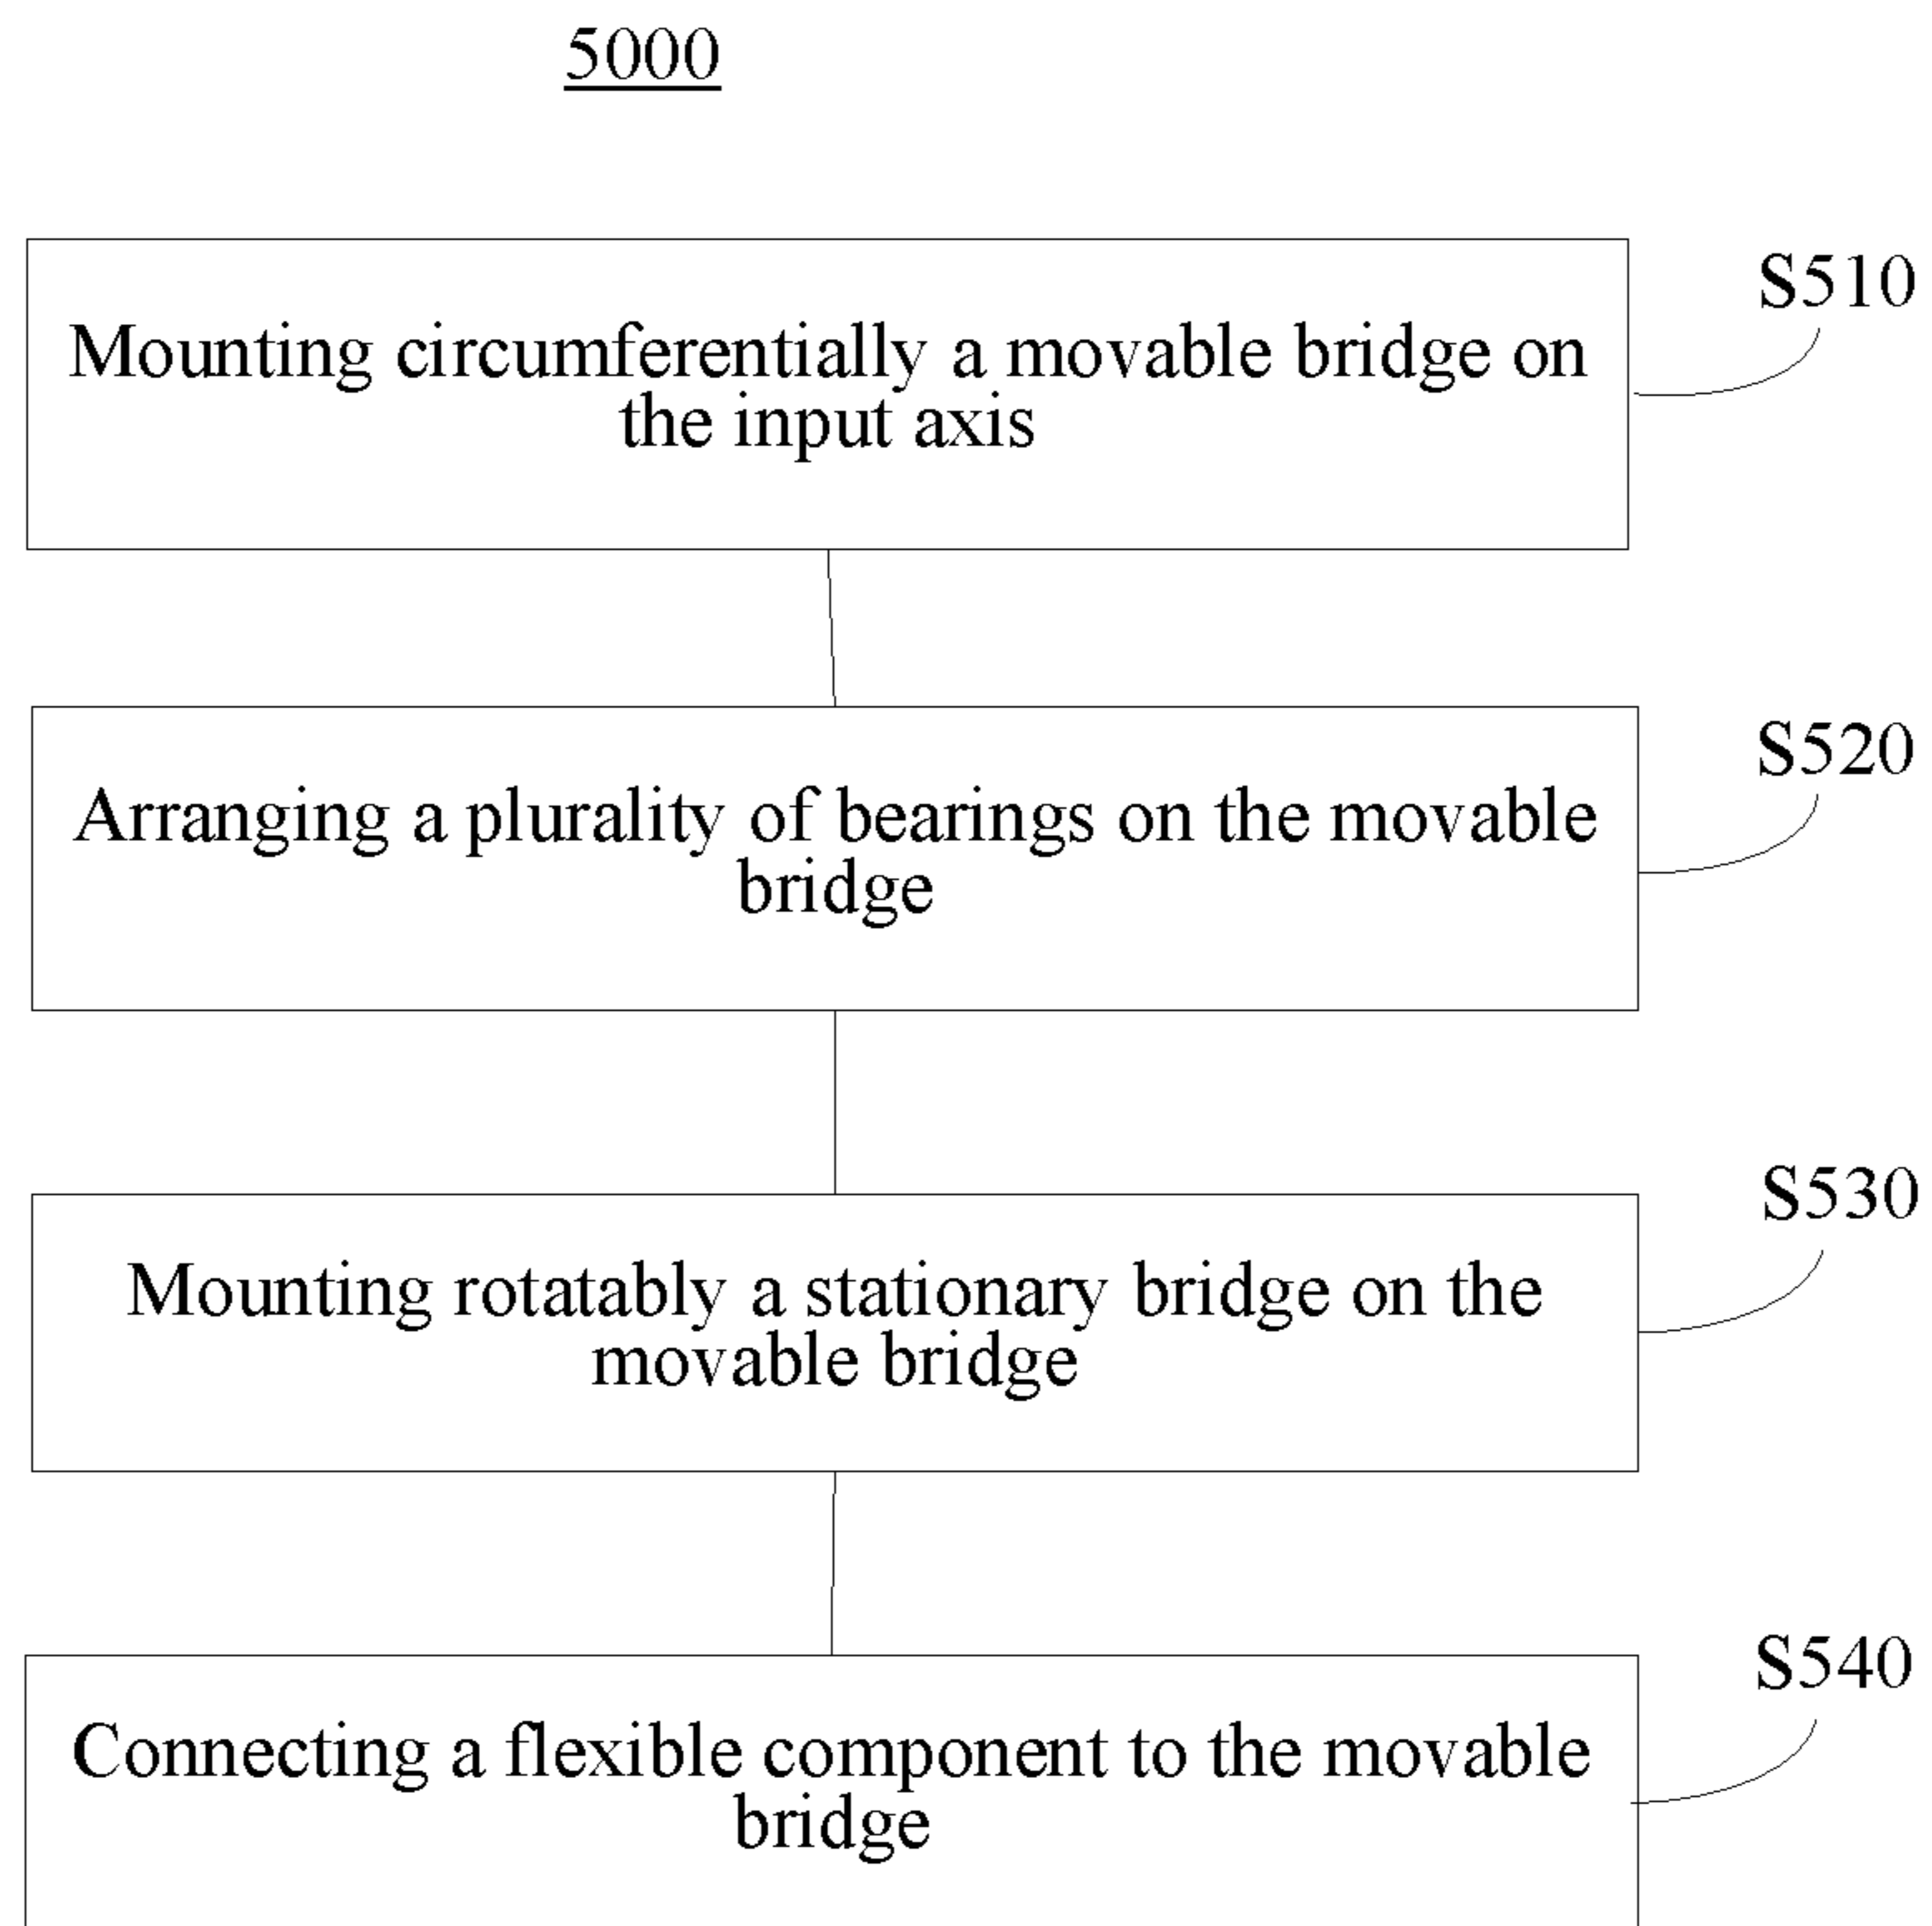 5000
S510
Mounting circumferentially a movable bridge on
the input axis
S520
Arranging a plurality of bearings on the movable
bridge
S530
Mounting rotatably a stationary bridge on the
movable bridge
S540
Connecting a flexible component to the movable
bridge